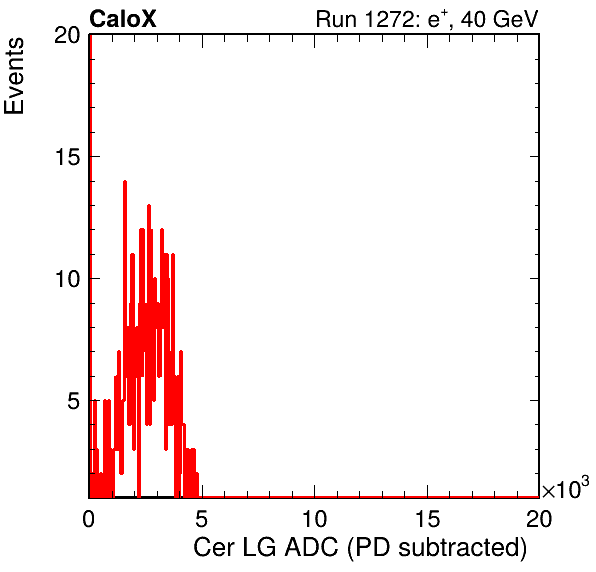 CaloX Run 1272: e⁺, 40 GeV
Events
20
15
10
5
0 5 10 15 20
×10³
Cer LG ADC (PD subtracted)